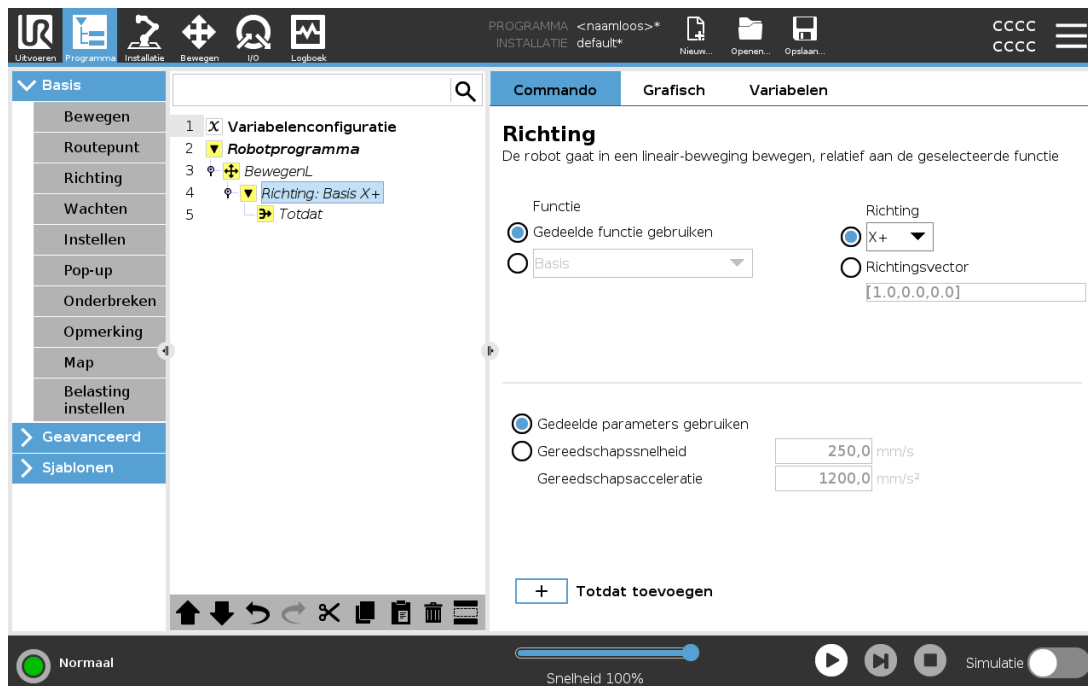 PROGRAMMA <naamloos>*
INSTALLATIE default*
CCCC
CCCC
Uitvoeren Programma Installatie Bewegen I/O Logboek Nieuw... Openen... Opslaan...
Basis
Bewegen
Routepunt
Richting
Wachten
Instellen
Pop-up
Onderbreken
Opmerking
Map
Belasting
instellen
Geavanceerd
Sjablonen
1 X Variabelenconfiguratie
2 Robotprogramma
3 BewegenL
4 Richting: Basis X+
5 Totdat
Commando Grafisch Variabelen
Richting
De robot gaat in een lineair-beweging bewegen, relatief aan de geselecteerde functie
Functie
Gedeelde functie gebruiken
Basis
Richting
X+
Richtingsvector
[1.0,0.0,0.0]
Gedeelde parameters gebruiken
Gereedschapssnelheid 250,0 mm/s
Gereedschapsacceleratie 1200,0 mm/s²
+ Totdat toevoegen
Normaal
Snelheid 100%
Simulatie